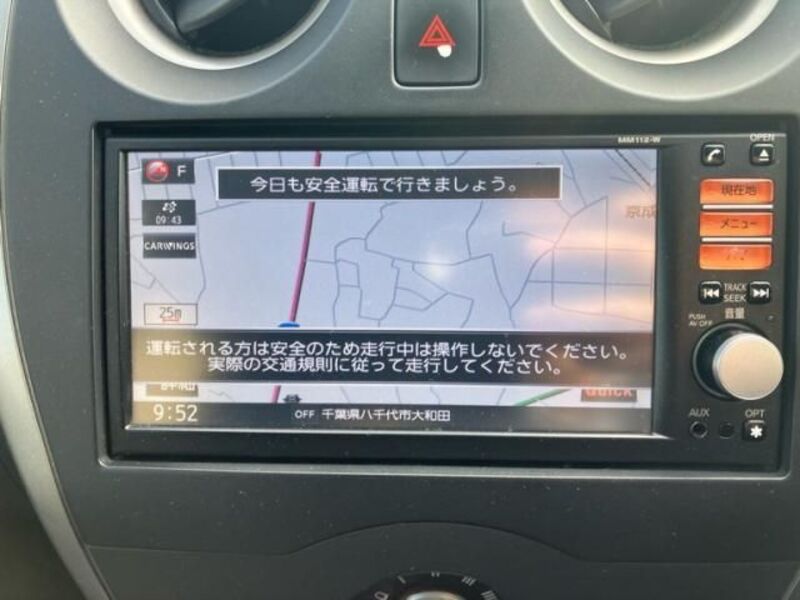 MM112-W
OPEN
F
今日も安全運転で行きましょう。
09:43
CARWINGS
京成
現在地
メニュー
25m
TRACK
SEEK
音量
PUSH
AV OFF
運転される方は安全のため走行中は操作しないでください。
実際の交通規則に従って走行してください。
QUICK
9:52
OFF 千葉県八千代市大和田
AUX
OPT